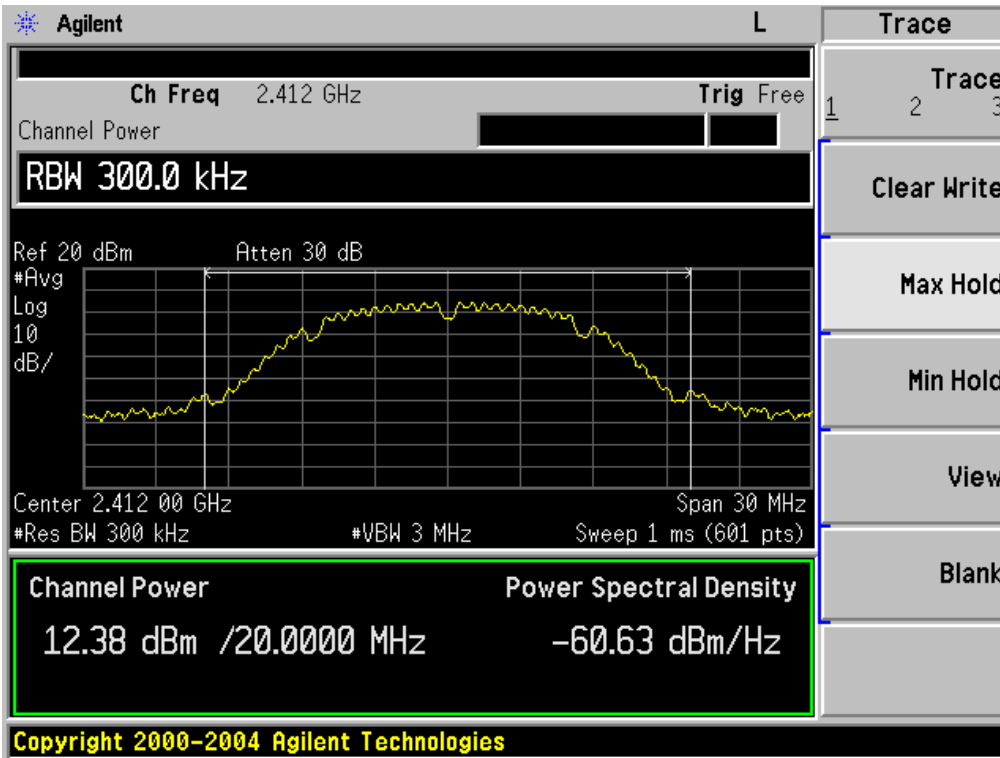 Agilent L
Ch Freq 2.412 GHz Trig Free
Channel Power
RBW 300.0 kHz
Ref 20 dBm Atten 30 dB
#Avg
Log
10
dB/
Center 2.412 00 GHz Span 30 MHz
#Res BW 300 kHz #VBW 3 MHz Sweep 1 ms (601 pts)
Channel Power Power Spectral Density
12.38 dBm /20.0000 MHz -60.63 dBm/Hz
Copyright 2000-2004 Agilent Technologies
Trace
Trace
1 2 3
Clear Write
Max Hold
Min Hold
View
Blank